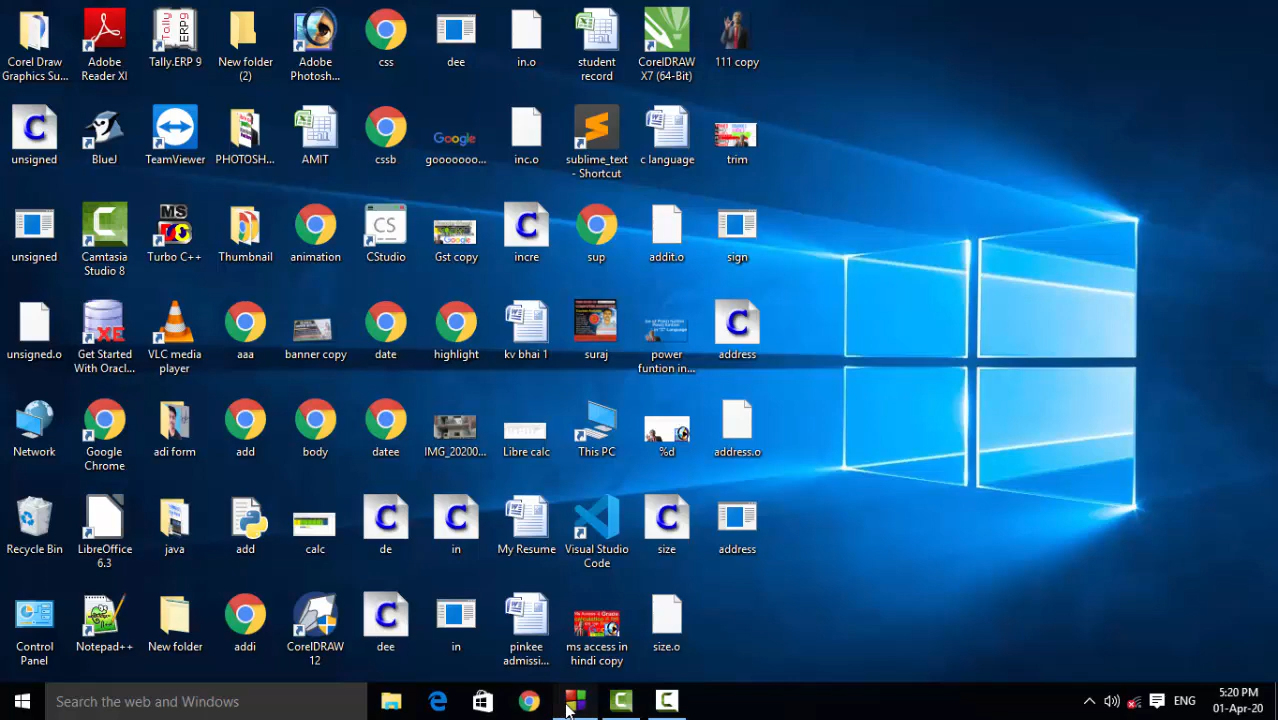 Corel Draw
Graphics Su...
Adobe
Reader XI
Tally.ERP 9
New folder
(2)
Adobe
Photosh...
css
dee
in.o
student
record
CorelDRAW
X7 (64-Bit)
111 copy
unsigned
BlueJ
TeamViewer
PHOTOSH...
AMIT
cssb
Google
gooooooo...
inc.o
sublime_text
- Shortcut
c language
trim
unsigned
Camtasia
Studio 8
Turbo C++
Thumbnail
animation
CS
CStudio
Gst copy
incre
sup
addit.o
sign
unsigned.o
Get Started
With Oracl...
VLC media
player
aaa
banner copy
date
highlight
kv bhai 1
suraj
power
funtion in...
address
Network
Google
Chrome
adi form
add
body
datee
IMG_20200...
Libre calc
This PC
%d
address.o
Recycle Bin
LibreOffice
6.3
java
add
calc
de
in
My Resume
Visual Studio
Code
size
address
Control
Panel
Notepad++
New folder
addi
CorelDRAW
12
dee
in
pinkee
admissi...
ms access in
hindi copy
size.o
Search the web and Windows
ENG
5:20 PM
01-Apr-20